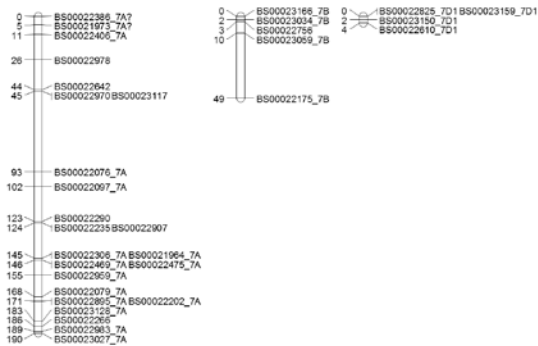 0 BS00022386_7A?
5 BS00021973_7A?
11 BS00022406_7A
26 BS00022978
44 BS00022642
45 BS00022970 BS00023117
93 BS00022076_7A
102 BS00022097_7A
123 BS00022290
124 BS00022235 BS00022907
145 BS00022306_7A BS00021964_7A
146 BS00022469_7A BS00022475_7A
155 BS00022959_7A
168 BS00022079_7A
171 BS00022895_7A BS00022202_7A
183 BS00023128_7A
186 BS00022266
189 BS00022983_7A
190 BS00023027_7A
0 BS00023166_7B
2 BS00023034_7B
3 BS00022756
10 BS00023059_7B
49 BS00022175_7B
0 BS00022825_7D1 BS00023159_7D1
2 BS00023150_7D1
4 BS00022610_7D1